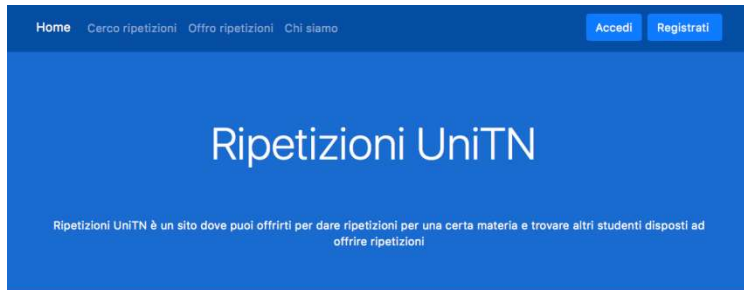 Home Cerco ripetizioni Offro ripetizioni Chi siamo Accedi Registrati
Ripetizioni UniTN
Ripetizioni UniTN è un sito dove puoi offrirti per dare ripetizioni per una certa materia e trovare altri studenti disposti ad
offrire ripetizioni